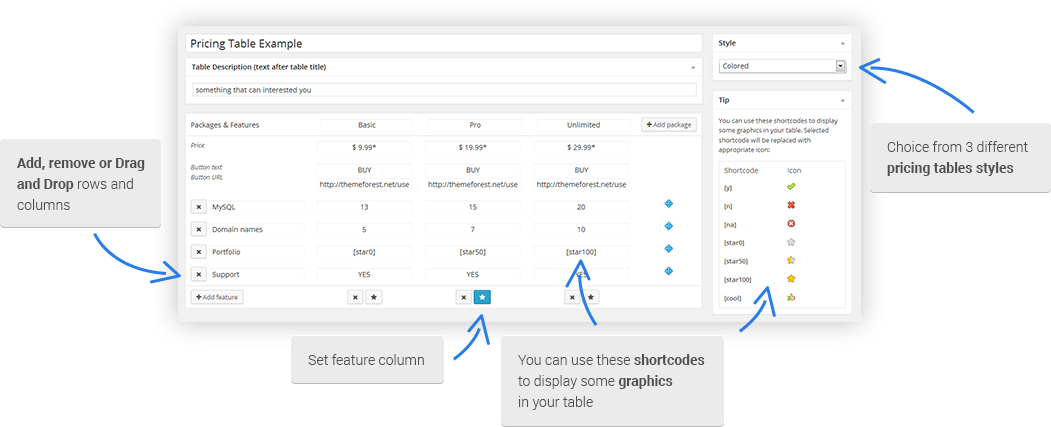 Pricing Table Example
Table Description (text after table title)
something that can interested you
Packages & Features Basic Pro Unlimited Add package
Price $ 9.99* $ 19.99* $ 29.99*
Button text BUY BUY BUY
Button URL http://themeforest.net/use http://themeforest.net/use http://themeforest.net/use
MySQL 13 15 20
Domain names 5 7 10
Portfolio [star0] [star50] [star100]
Support YES YES YES
Add feature
Style
Colored
Tip
You can use these shortcodes to display
some graphics in your table. Selected
shortcode will be replaced with
appropriate icon:
Shortcode Icon
[y]
[n]
[na]
[star0]
[star50]
[star100]
[cool]
Add, remove or Drag
and Drop rows and
columns
Choice from 3 different
pricing tables styles
Set feature column
You can use these shortcodes
to display some graphics
in your table